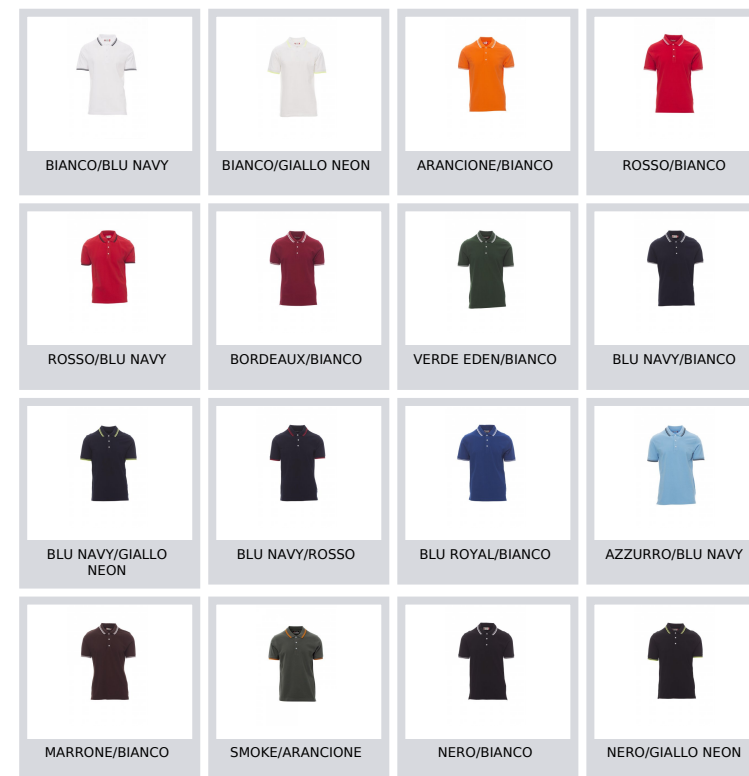 BIANCO/BLU NAVY
BIANCO/GIALLO NEON
ARANCIONE/BIANCO
ROSSO/BIANCO
ROSSO/BLU NAVY
BORDEAUX/BIANCO
VERDE EDEN/BIANCO
BLU NAVY/BIANCO
BLU NAVY/GIALLO
NEON
BLU NAVY/ROSSO
BLU ROYAL/BIANCO
AZZURRO/BLU NAVY
MARRONE/BIANCO
SMOKE/ARANCIONE
NERO/BIANCO
NERO/GIALLO NEON